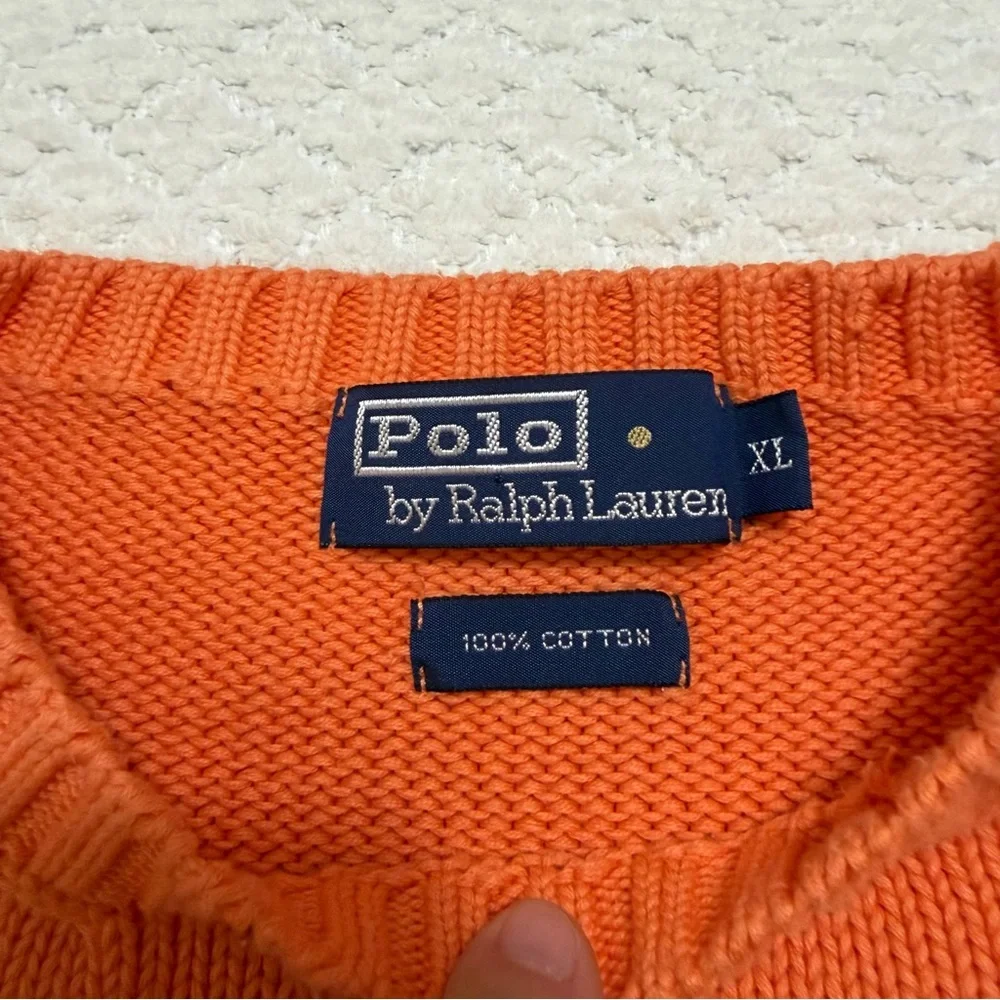 Polo
by Ralph Lauren
XL
100% COTTON